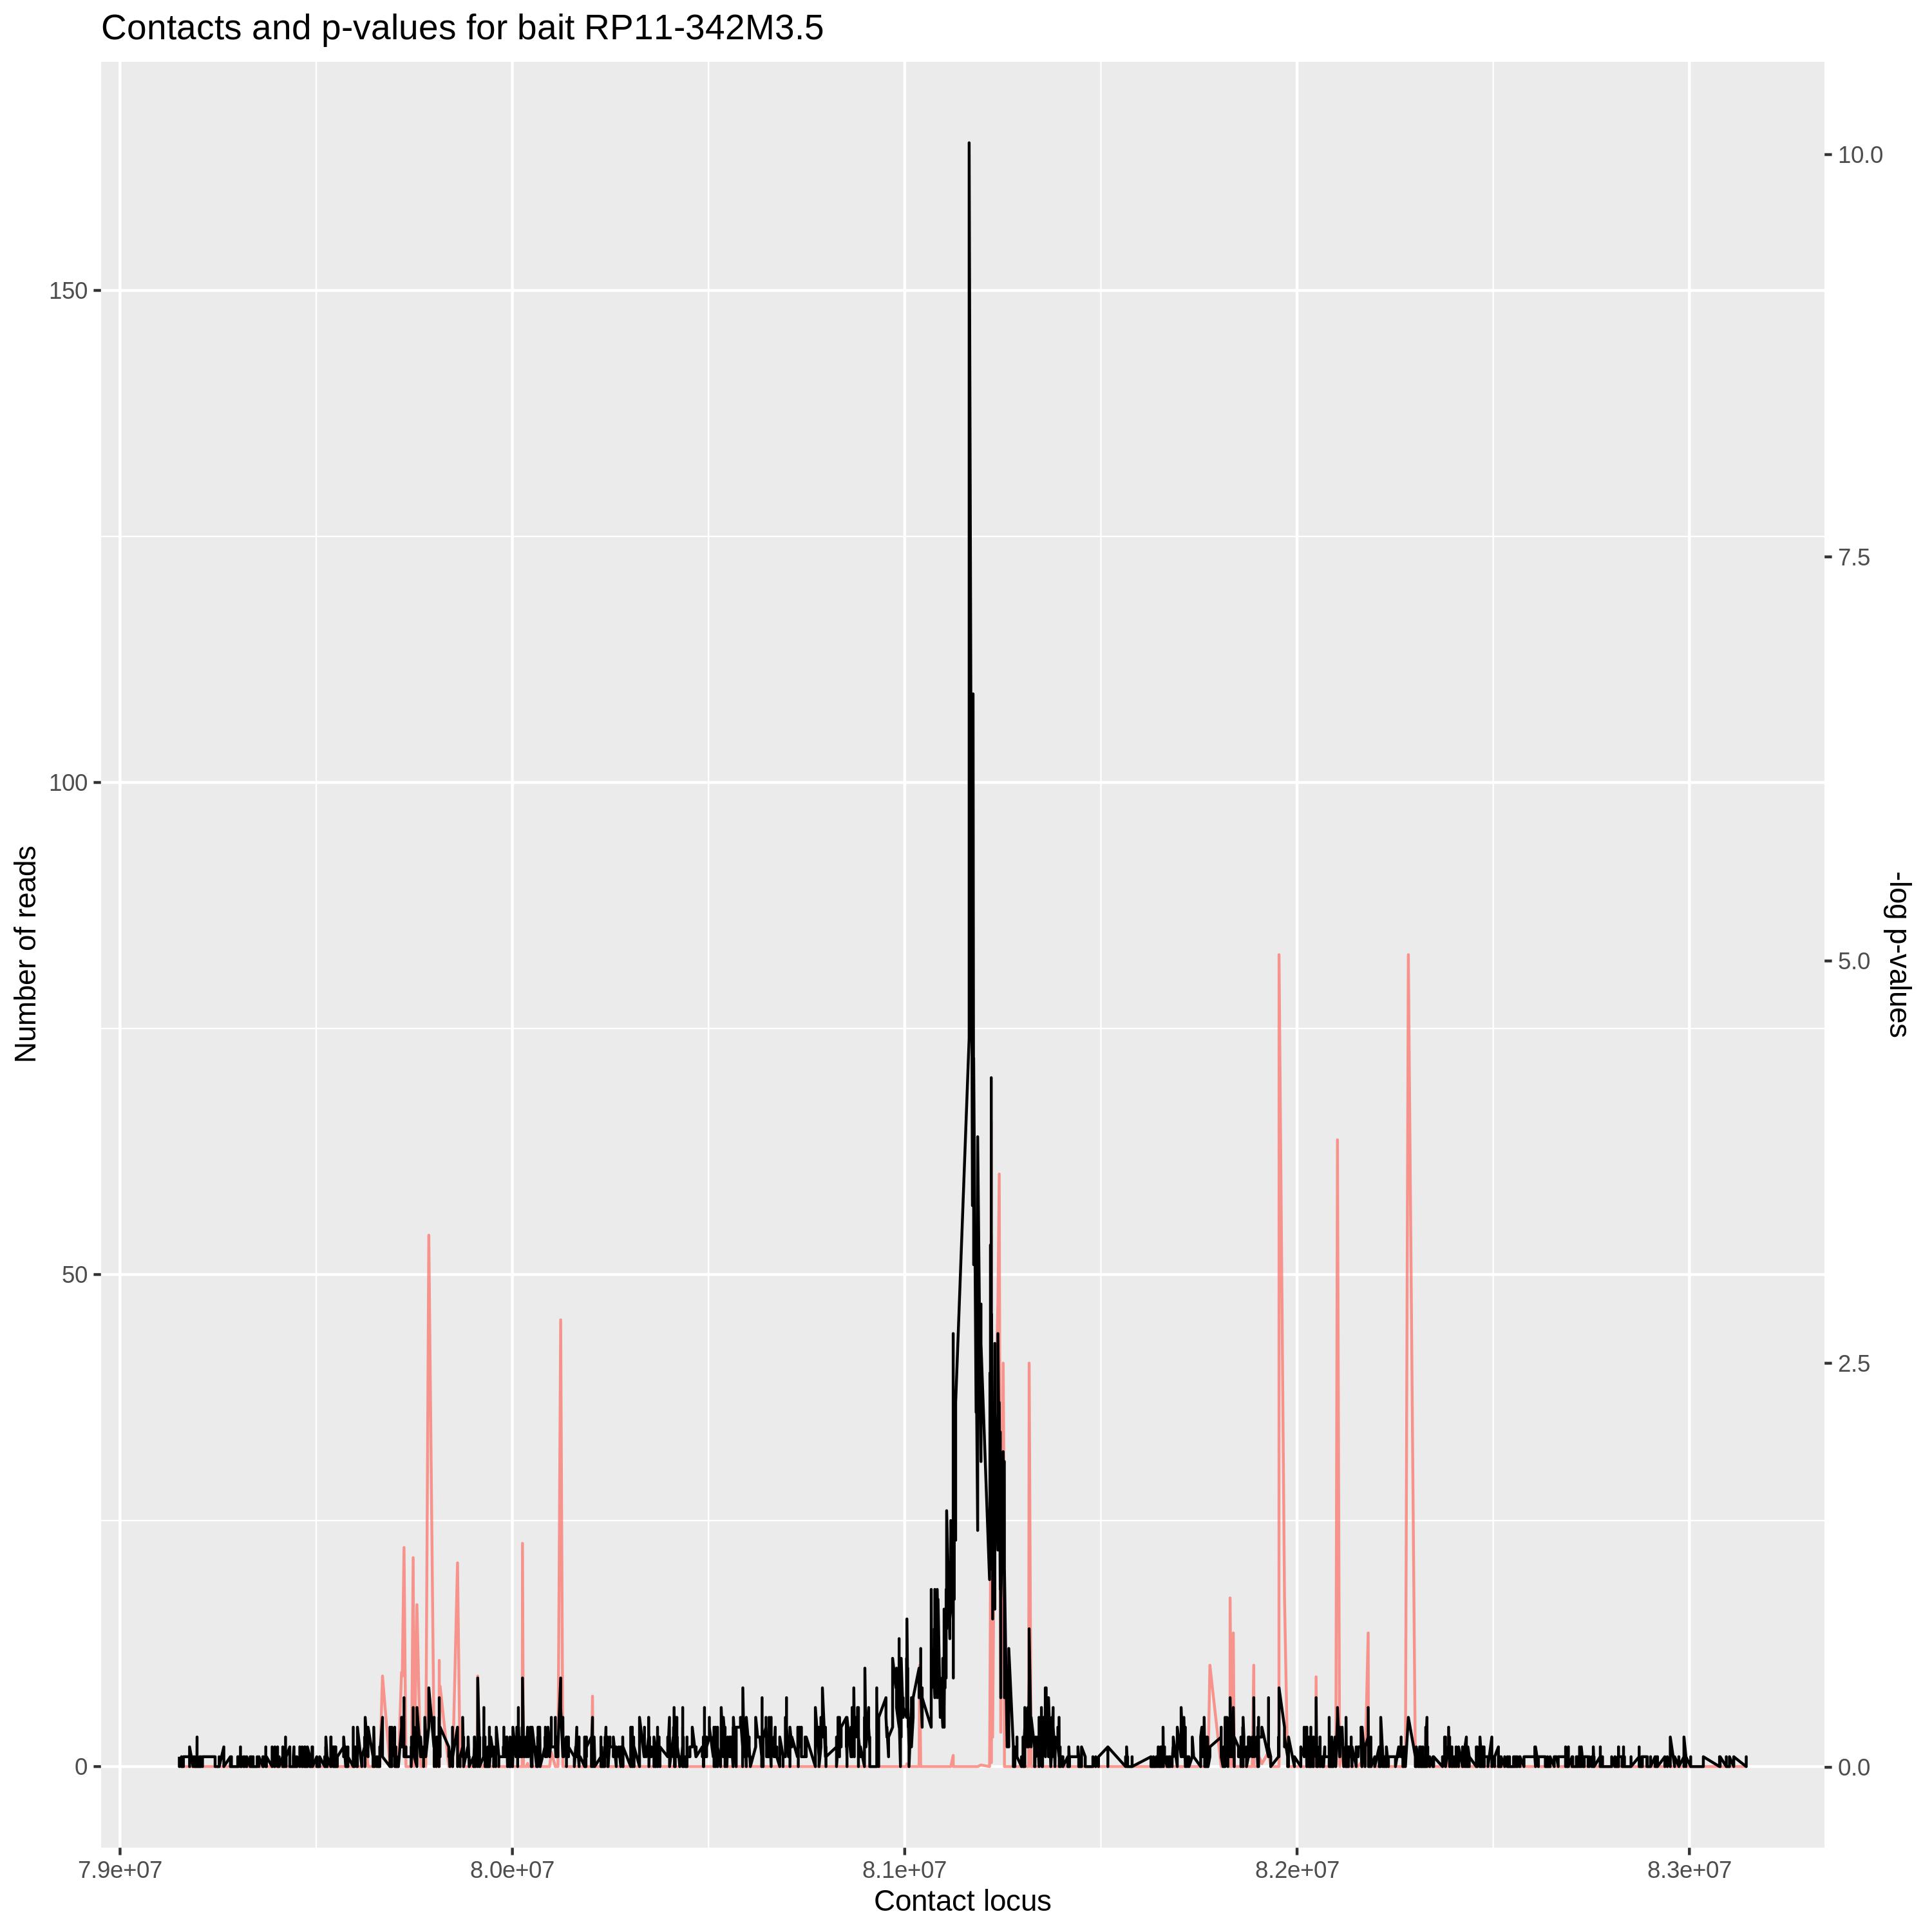 Contacts and p-values for bait RP11-342M3.5
10.0
150
7.5
100
Number of reads
-log p-values
5.0
50
2.5
0
0.0
7.9e+07 8.0e+07 8.1e+07 8.2e+07 8.3e+07
Contact locus